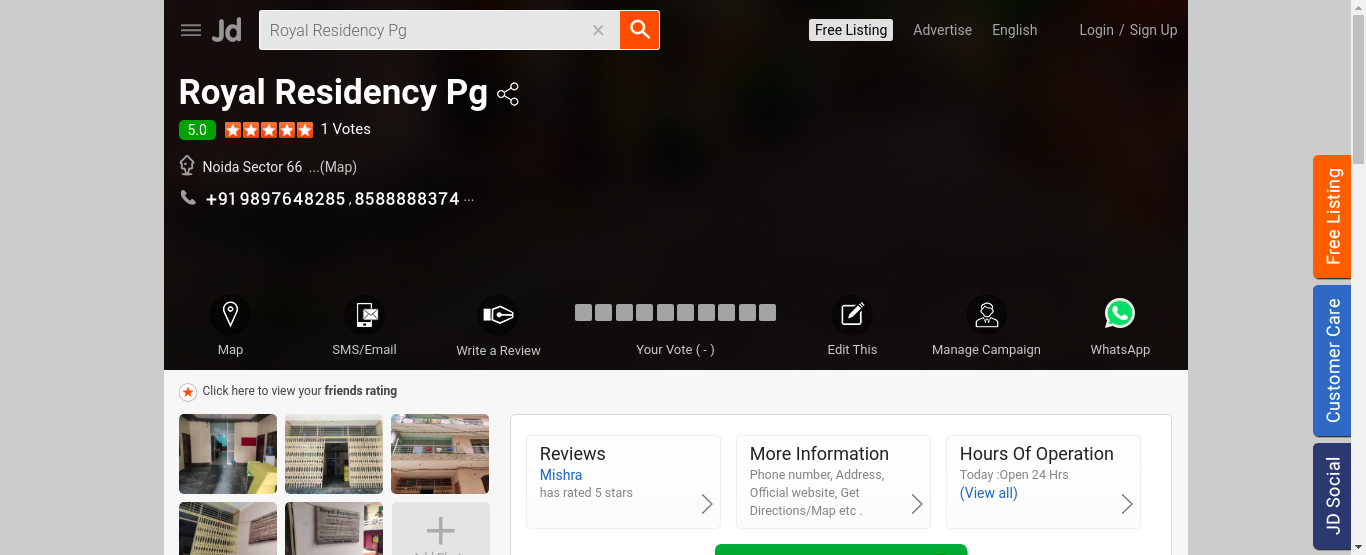 Jd
Royal Residency Pg
Free Listing
Advertise
English
Login / Sign Up
Royal Residency Pg
5.0
1 Votes
Noida Sector 66 ...(Map)
+91 9897648285,8588888374 ...
Map
SMS/Email
Write a Review
Your Vote ( - )
Edit This
Manage Campaign
WhatsApp
Click here to view your friends rating
Reviews
Mishra
has rated 5 stars
More Information
Phone number, Address,
Official website, Get
Directions/Map etc .
Hours Of Operation
Today :Open 24 Hrs
(View all)
Royal Residency
Free Listing
Customer Care
JD Social